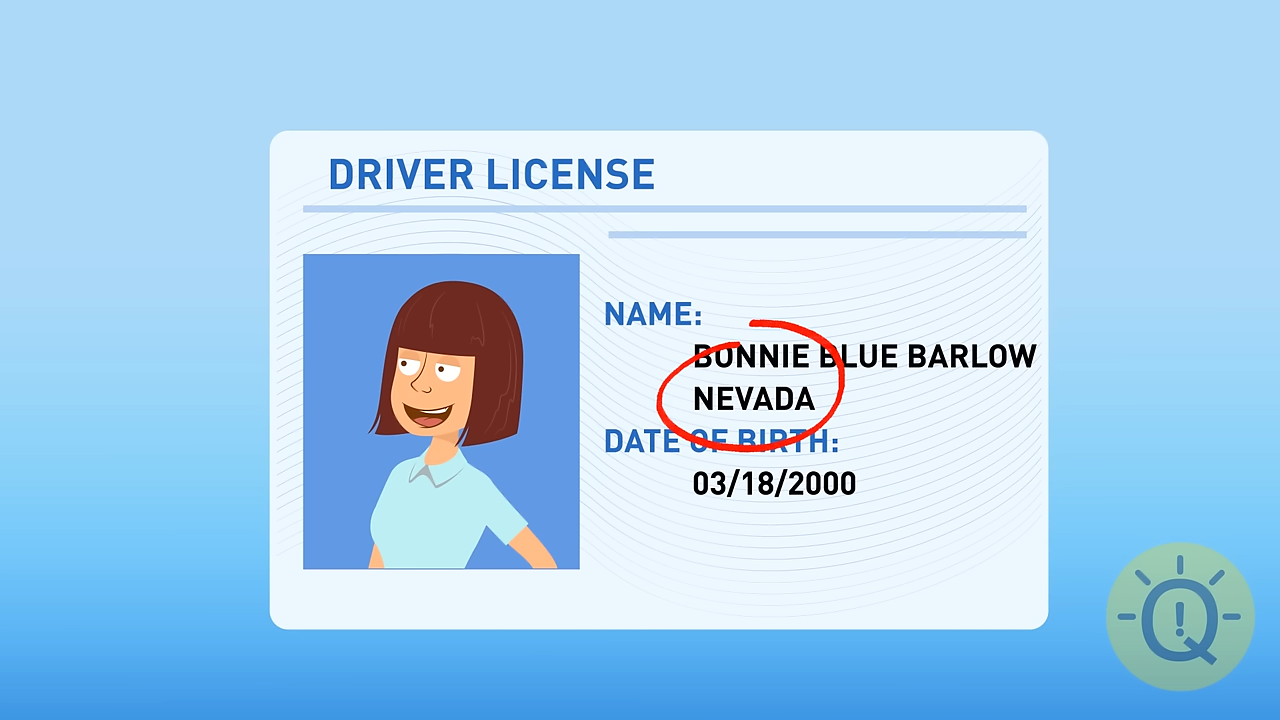 DRIVER LICENSE
NAME:
BONNIE BLUE BARLOW
NEVADA
DATE OF BIRTH:
03/18/2000
Q!